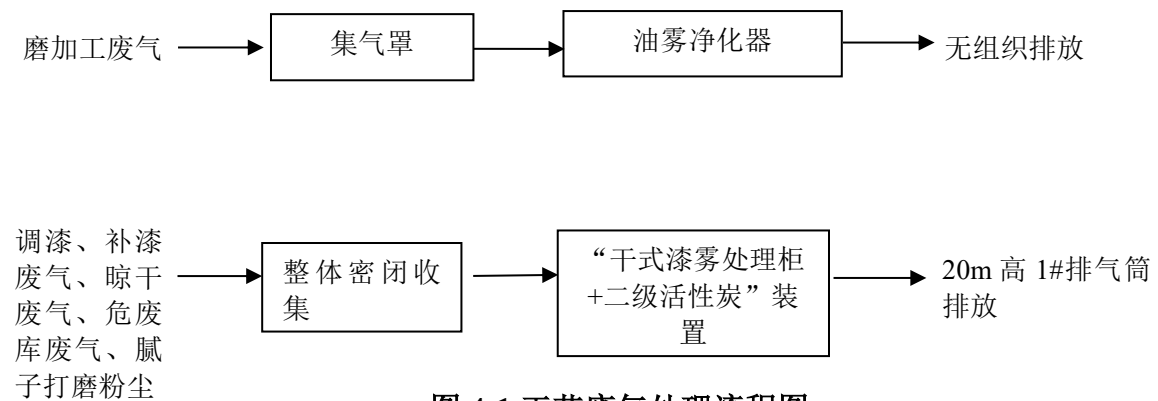 磨加工废气
集气罩
油雾净化器
无组织排放
调漆、补漆
废气、晾干
废气、危废
库废气、腻
子打磨粉尘
整体密闭收
集
“干式漆雾处理柜
+二级活性炭”装
置
20m 高 1#排气筒
排放